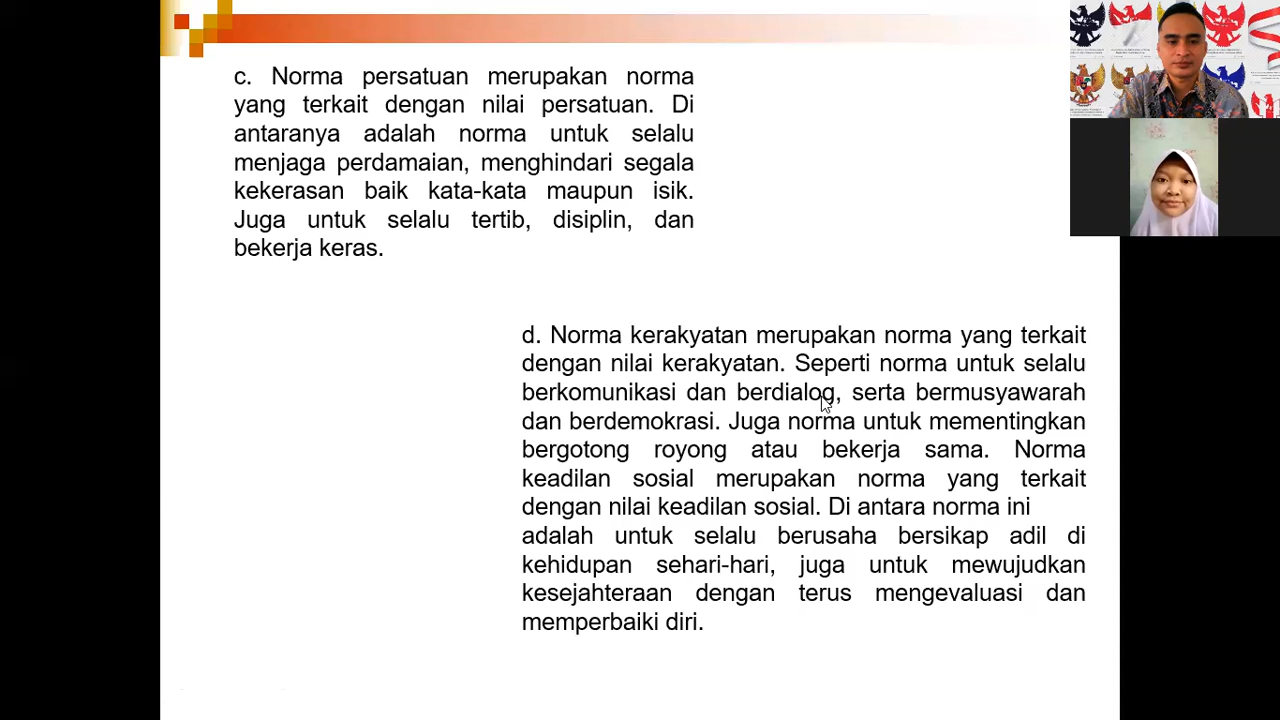 c. Norma persatuan merupakan norma
yang terkait dengan nilai persatuan. Di
antaranya adalah norma untuk selalu
menjaga perdamaian, menghindari segala
kekerasan baik kata-kata maupun isik.
Juga untuk selalu tertib, disiplin, dan
bekerja keras.
d. Norma kerakyatan merupakan norma yang terkait
dengan nilai kerakyatan. Seperti norma untuk selalu
berkomunikasi dan berdialog, serta bermusyawarah
dan berdemokrasi. Juga norma untuk mementingkan
bergotong royong atau bekerja sama. Norma
keadilan sosial merupakan norma yang terkait
dengan nilai keadilan sosial. Di antara norma ini
adalah untuk selalu berusaha bersikap adil di
kehidupan sehari-hari, juga untuk mewujudkan
kesejahteraan dengan terus mengevaluasi dan
memperbaiki diri.